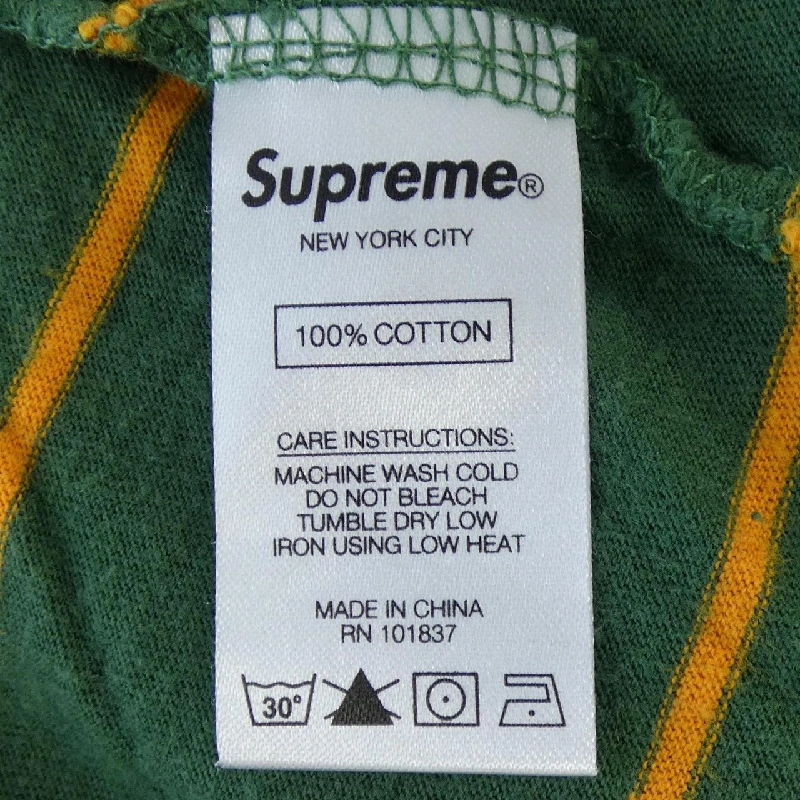 Supreme®
NEW YORK CITY
100% COTTON
CARE INSTRUCTIONS:
MACHINE WASH COLD
DO NOT BLEACH
TUMBLE DRY LOW
IRON USING LOW HEAT
MADE IN CHINA
RN 101837
30°